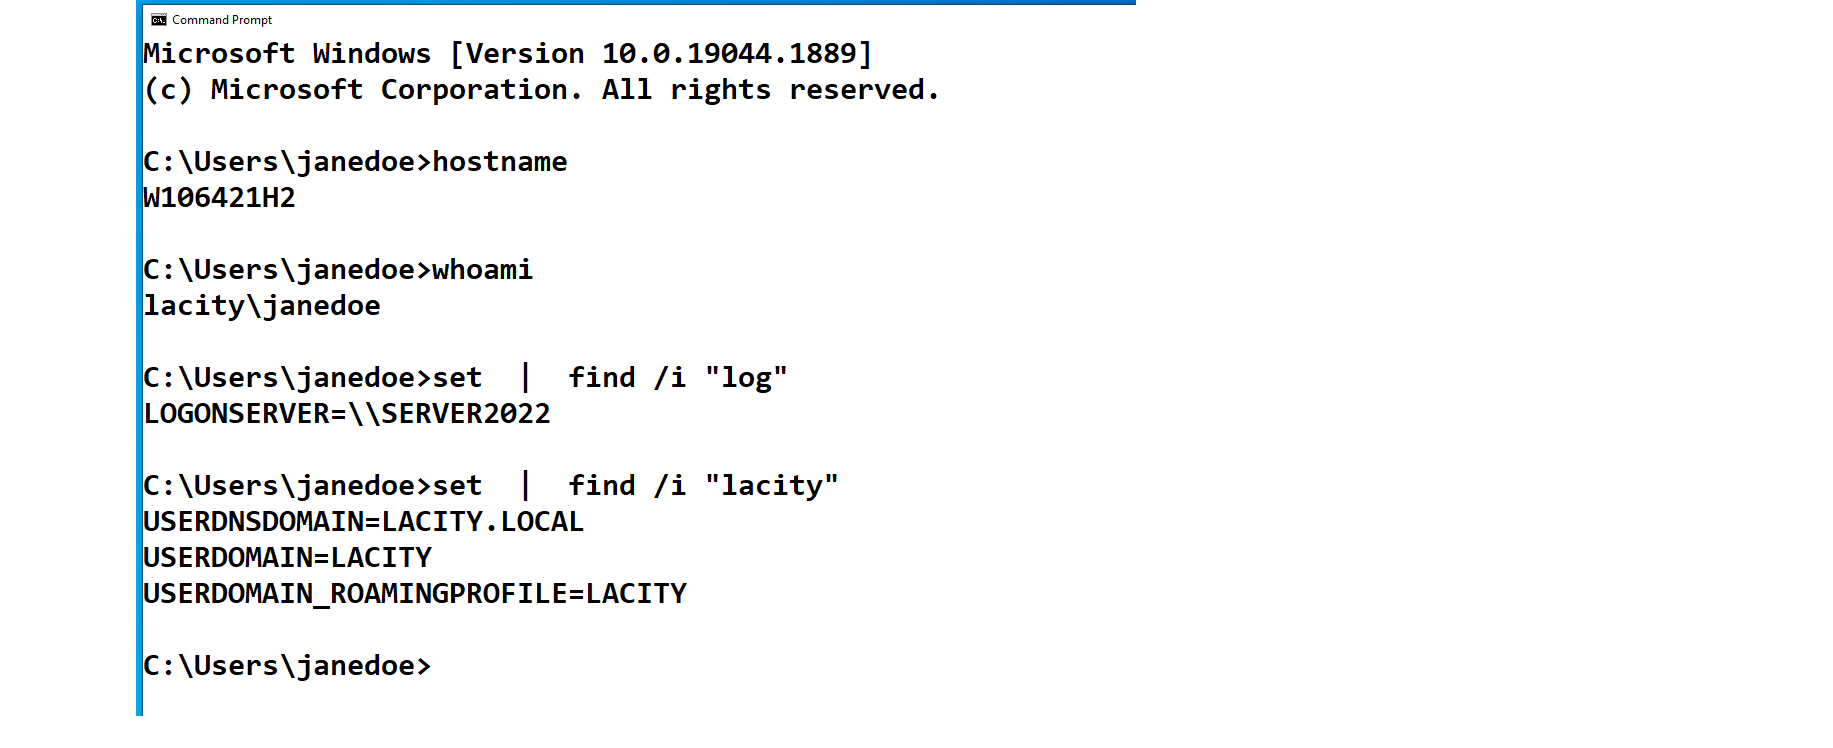 Command Prompt
Microsoft Windows [Version 10.0.19044.1889]
(c) Microsoft Corporation. All rights reserved.
C:\Users\janedoe>hostname
W106421H2
C:\Users\janedoe>whoami
lacity\janedoe
C:\Users\janedoe>set  |  find /i "log"
LOGONSERVER=\\SERVER2022
C:\Users\janedoe>set  |  find /i "lacity"
USERDNSDOMAIN=LACITY.LOCAL
USERDOMAIN=LACITY
USERDOMAIN_ROAMINGPROFILE=LACITY
C:\Users\janedoe>